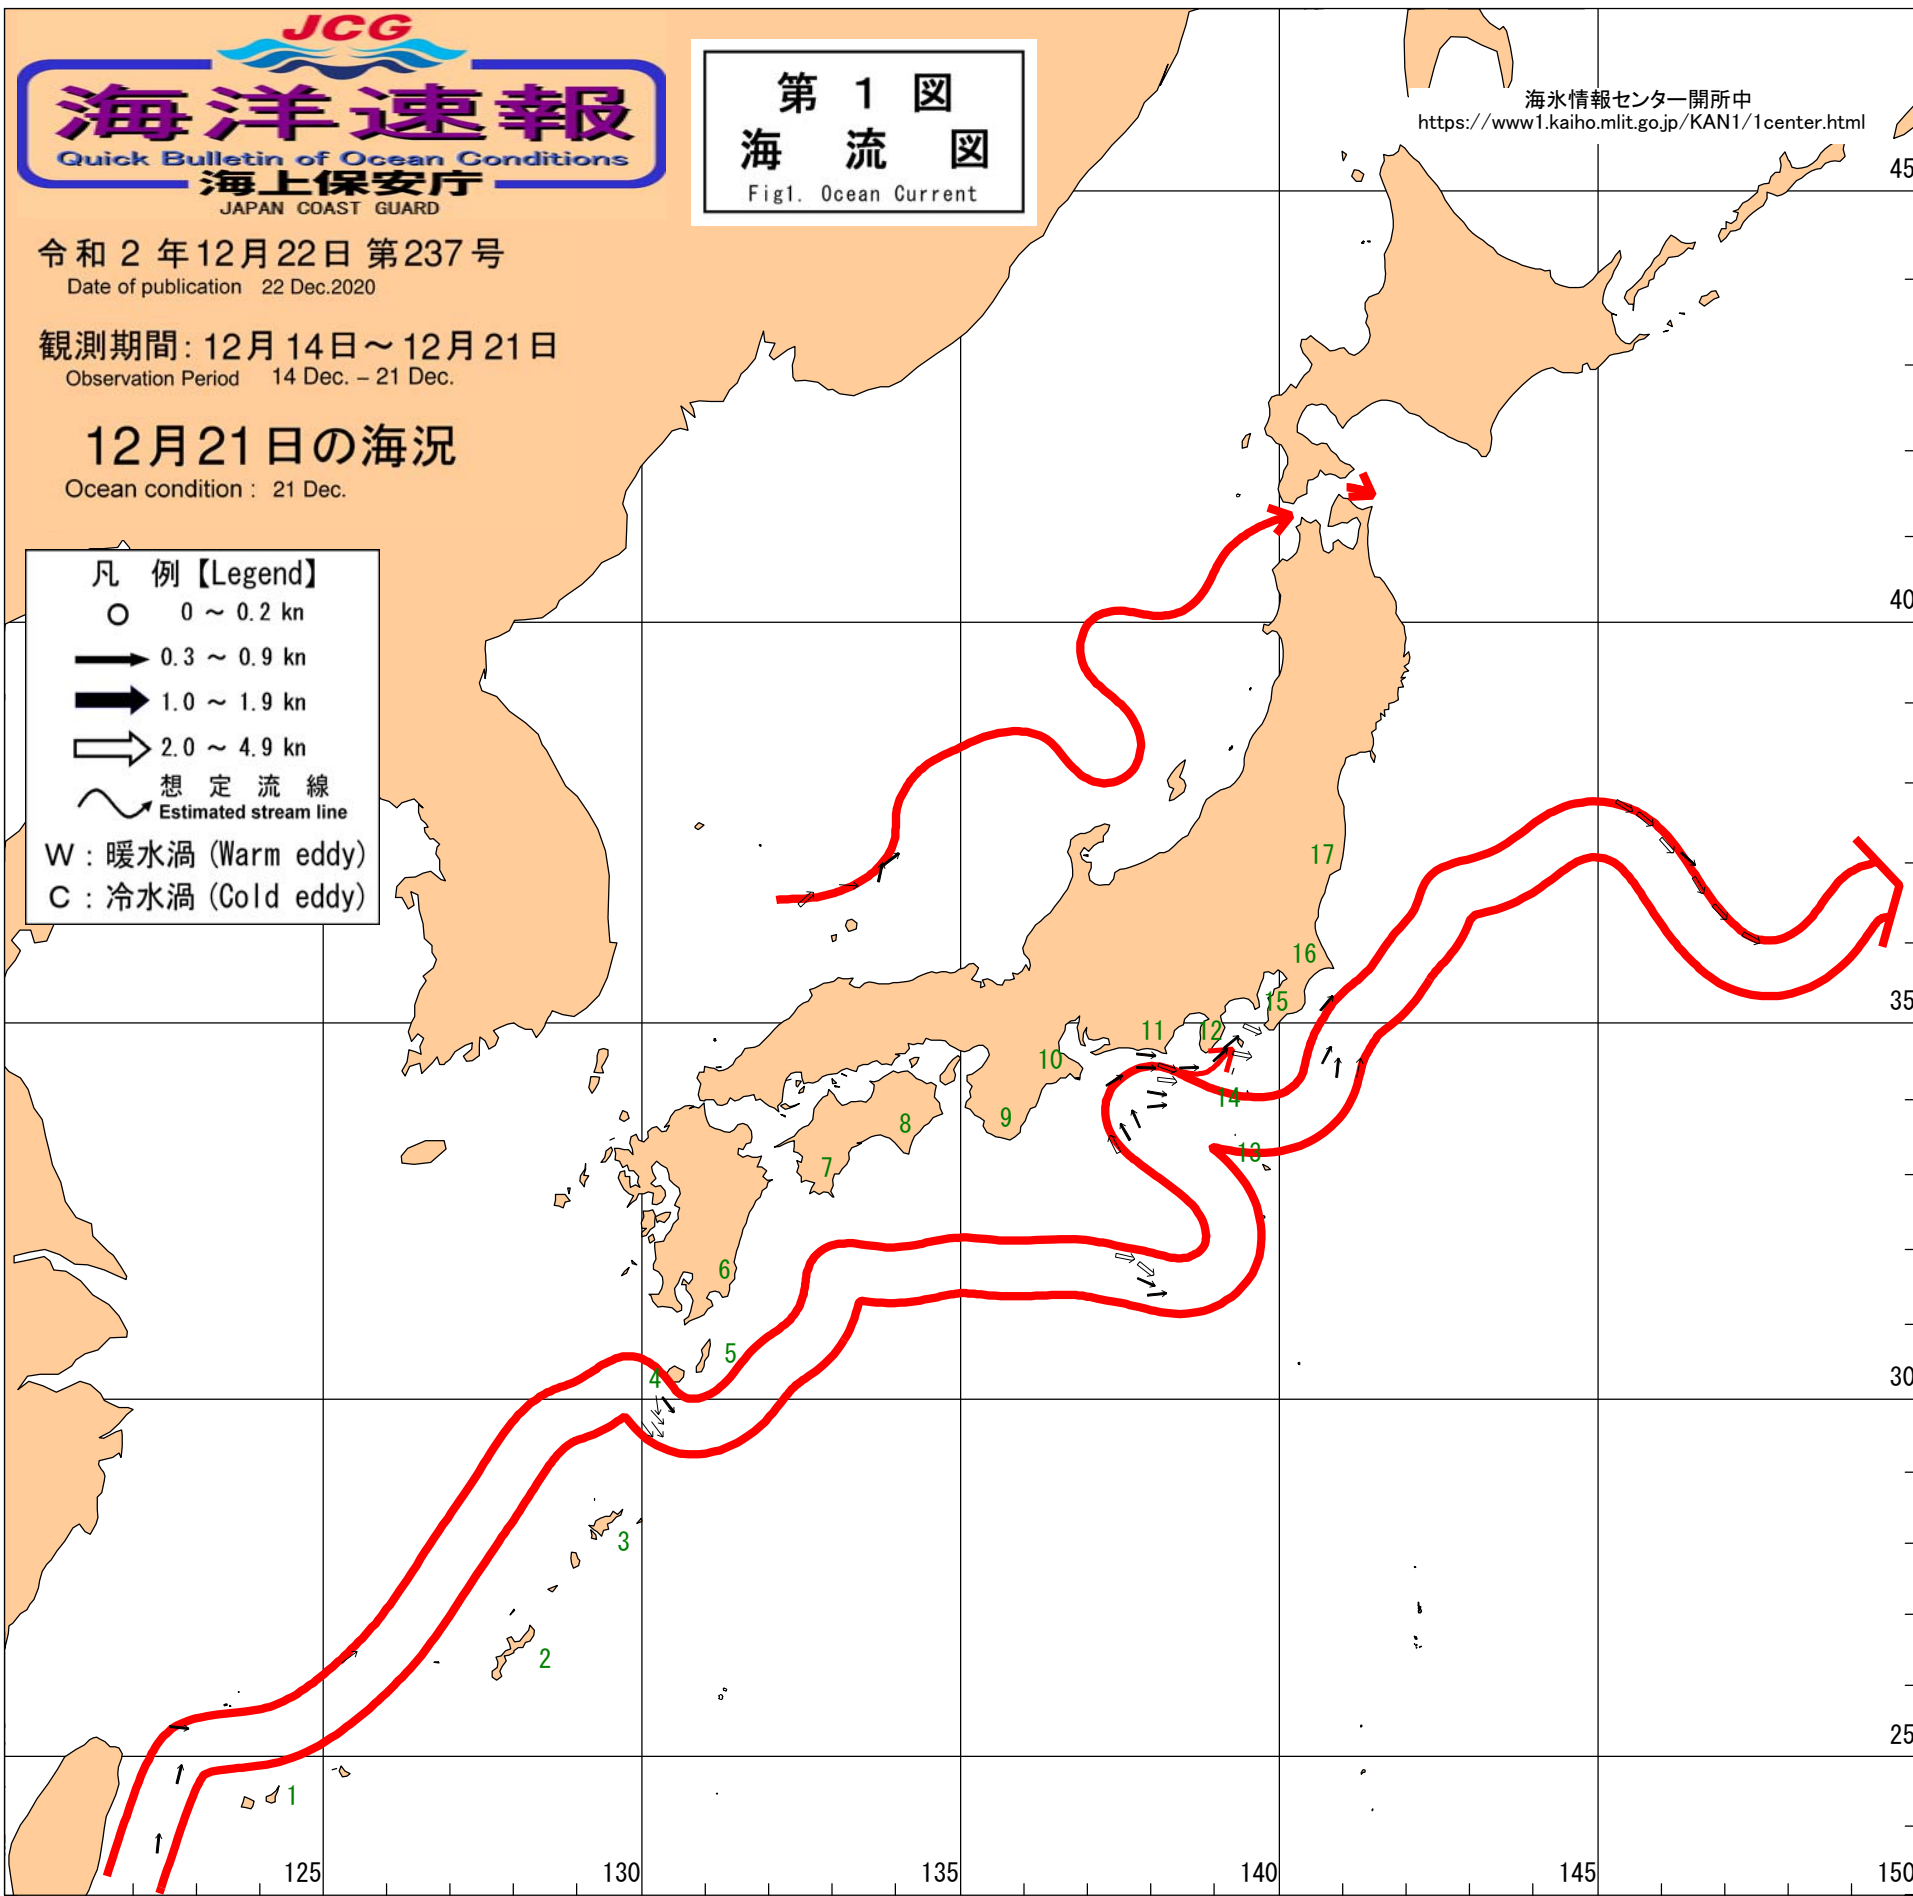 JCG
海洋速報
Quick Bulletin of Ocean Conditions
海上保安庁
JAPAN COAST GUARD
第 1 図
海 流 図
Fig1. Ocean Current
海氷情報センター開所中
https://www1.kaiho.mlit.go.jp/KAN1/1center.html
令和 2 年12月22日 第237号
Date of publication 22 Dec.2020
観測期間: 12月14日～12月21日
Observation Period 14 Dec. – 21 Dec.
12月21日の海況
Ocean condition : 21 Dec.
凡 例【Legend】
0 ～ 0.2 kn
0.3 ～ 0.9 kn
1.0 ～ 1.9 kn
2.0 ～ 4.9 kn
想 定 流 線
Estimated stream line
W : 暖水渦 (Warm eddy)
C : 冷水渦 (Cold eddy)
45
40
35
30
25
17
16
15
12
11
10
14
9
8
13
7
6
5
4
3
2
1
125
130
135
140
145
150